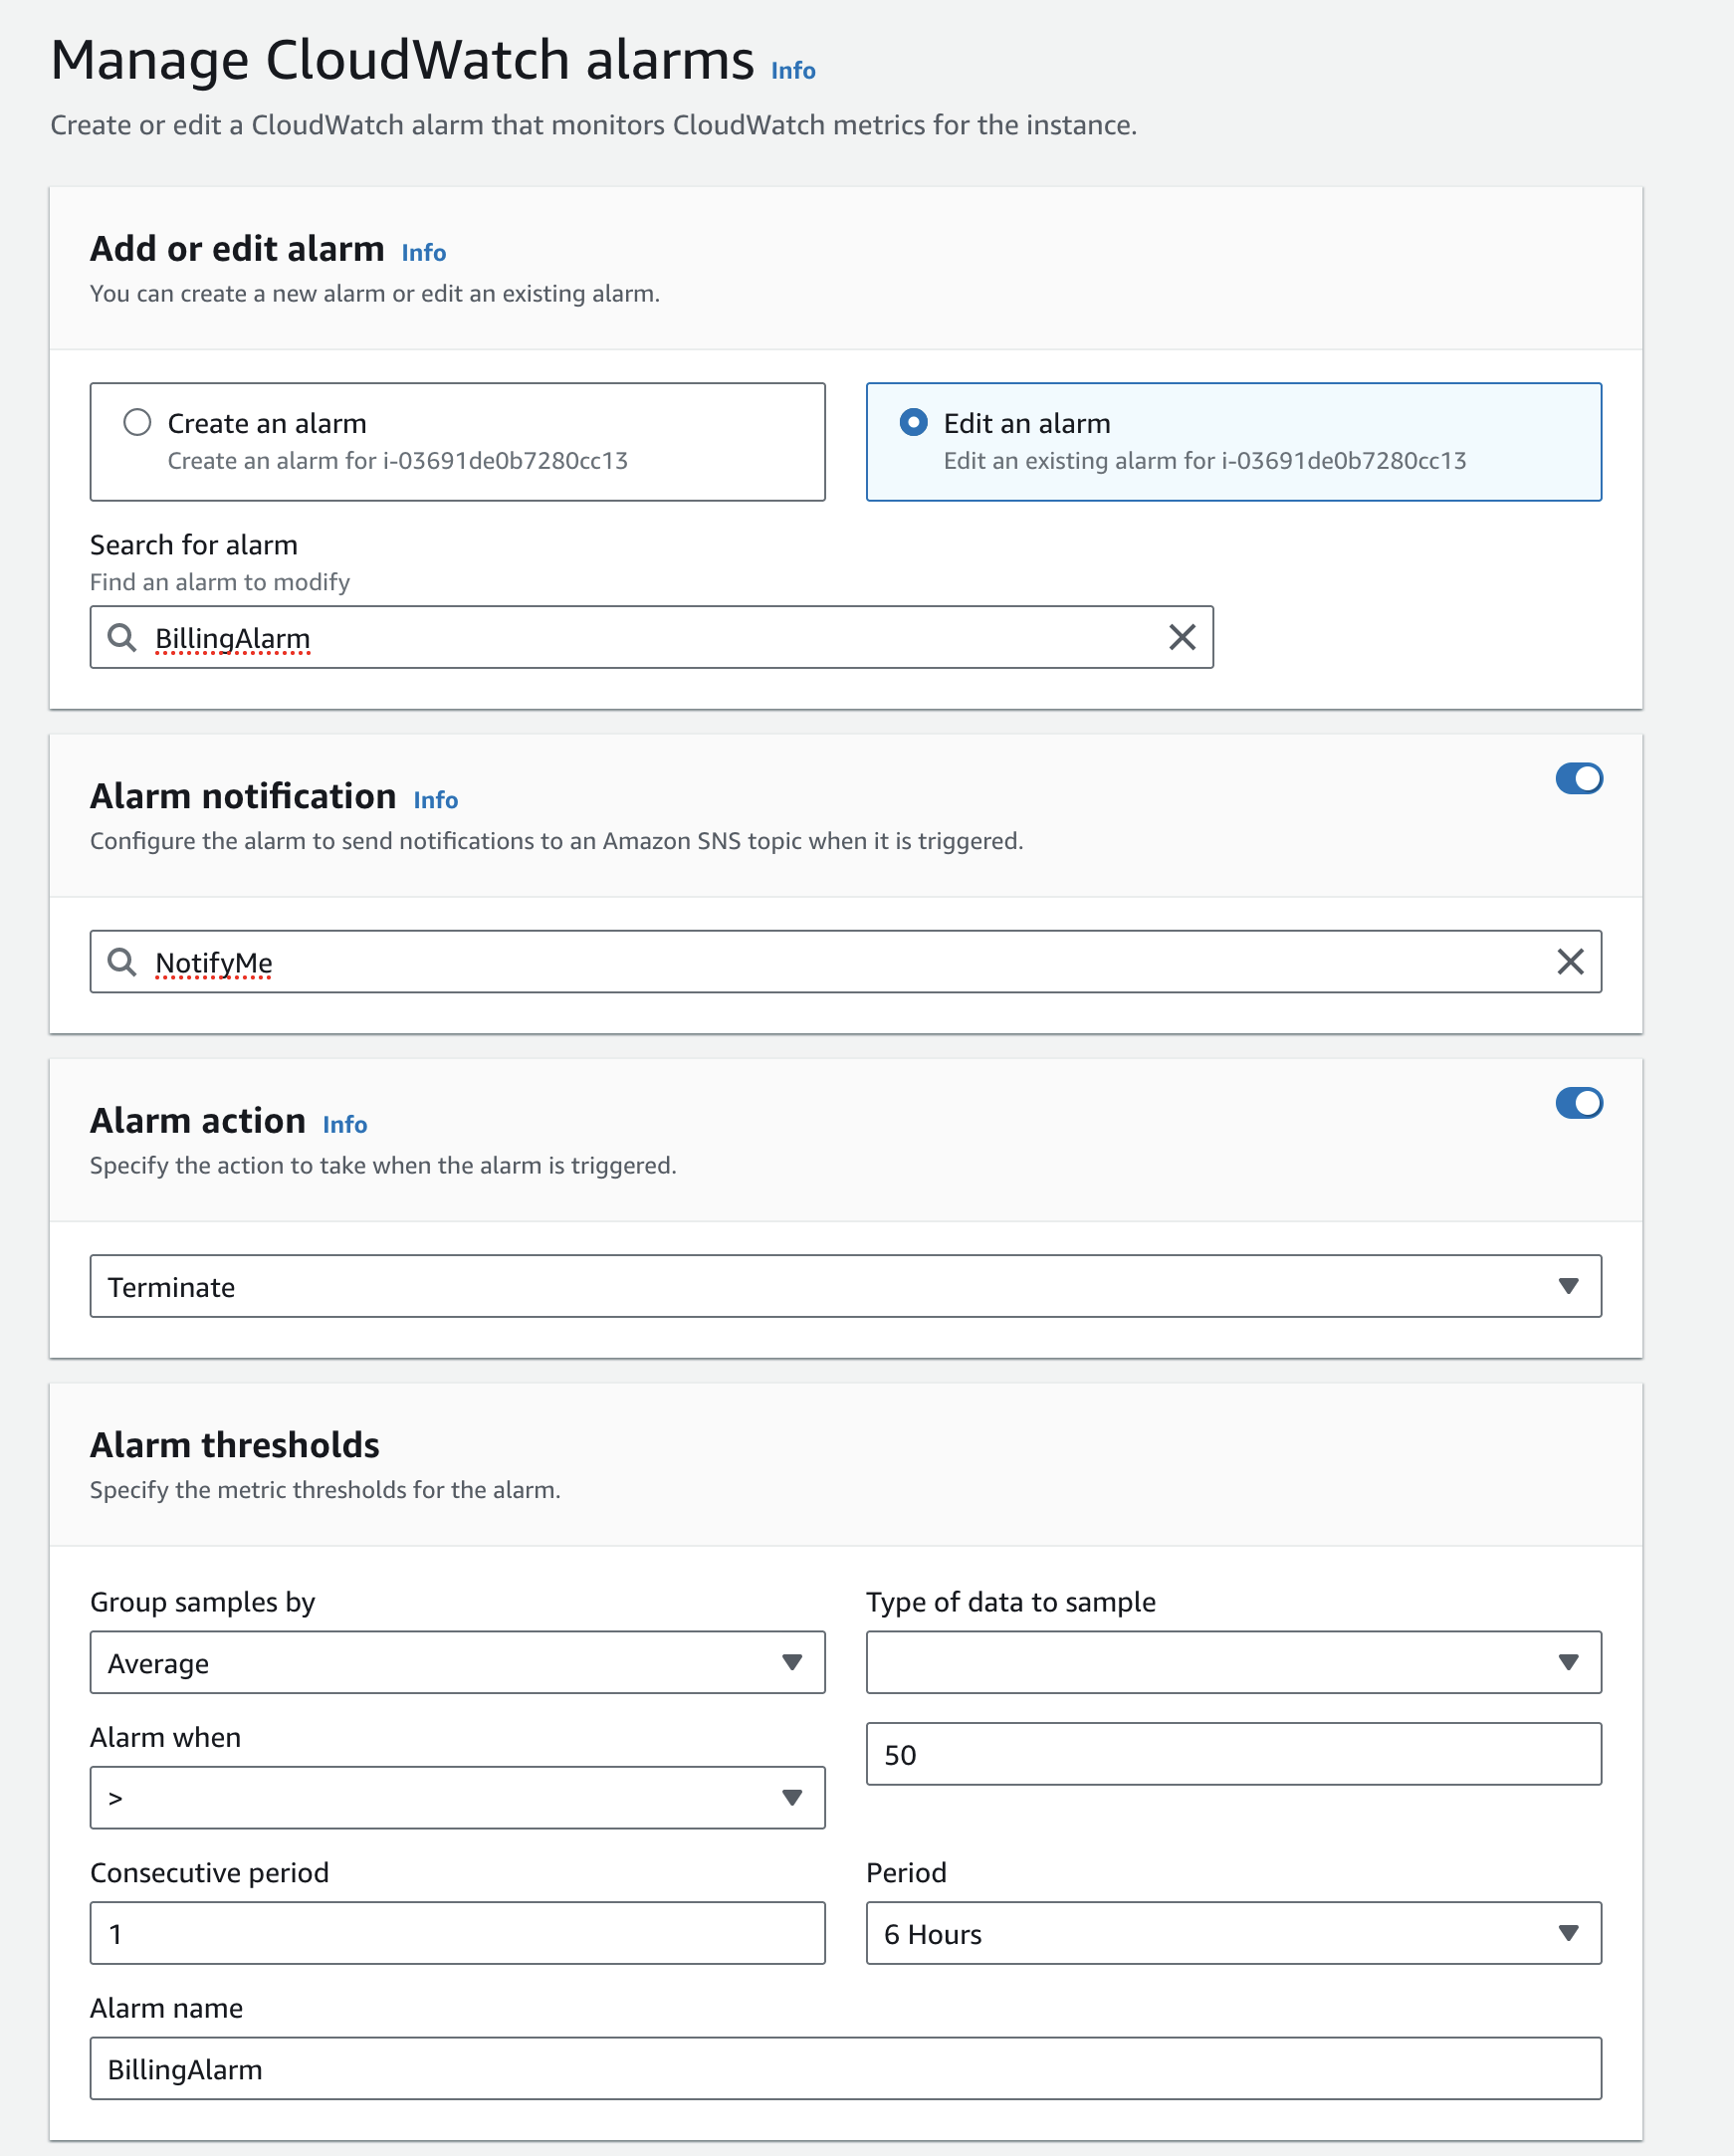 Manage CloudWatch alarms Info
Create or edit a CloudWatch alarm that monitors CloudWatch metrics for the instance.
Add or edit alarm Info
You can create a new alarm or edit an existing alarm.
Create an alarm
Create an alarm for i-03691de0b7280cc13
Edit an alarm
Edit an existing alarm for i-03691de0b7280cc13
Search for alarm
Find an alarm to modify
BillingAlarm
Alarm notification Info
Configure the alarm to send notifications to an Amazon SNS topic when it is triggered.
NotifyMe
Alarm action Info
Specify the action to take when the alarm is triggered.
Terminate
Alarm thresholds
Specify the metric thresholds for the alarm.
Group samples by
Average
Type of data to sample
Alarm when
>
50
Consecutive period
1
Period
6 Hours
Alarm name
BillingAlarm